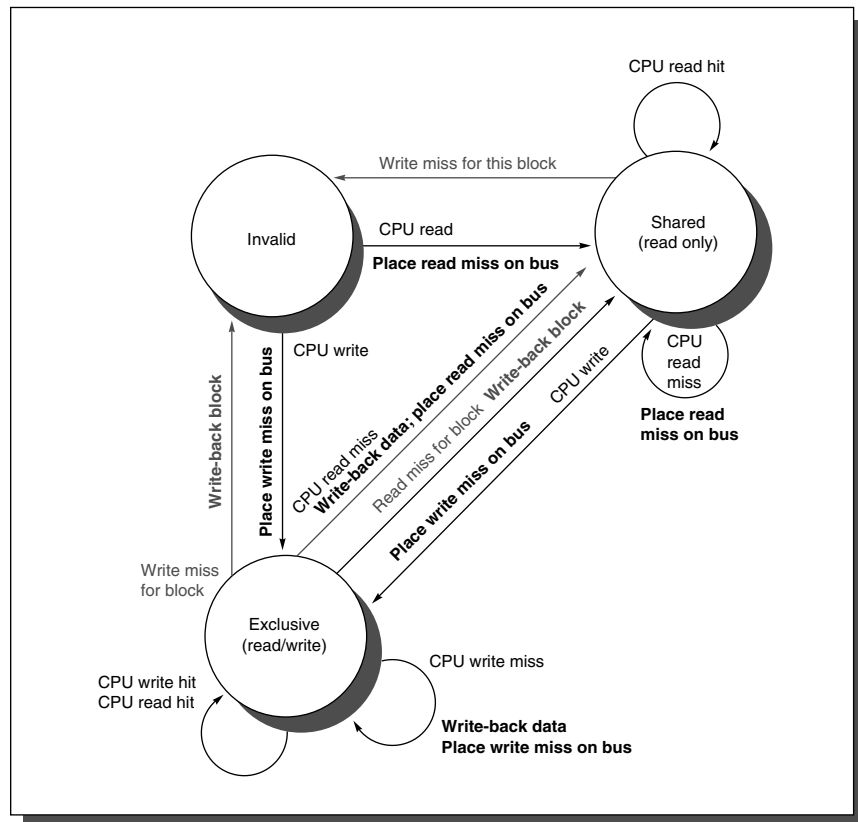 CPU read hit
Write miss for this block
Invalid
CPU read
Place read miss on bus
Shared
(read only)
CPU write
Place write miss on bus
Write-back block
CPU read miss
Write-back data; place read miss on bus
Read miss for block Write-back block
CPU write
Place write miss on bus
CPU
read
miss
Place read
miss on bus
Write miss
for block
Exclusive
(read/write)
CPU write hit
CPU read hit
CPU write miss
Write-back data
Place write miss on bus